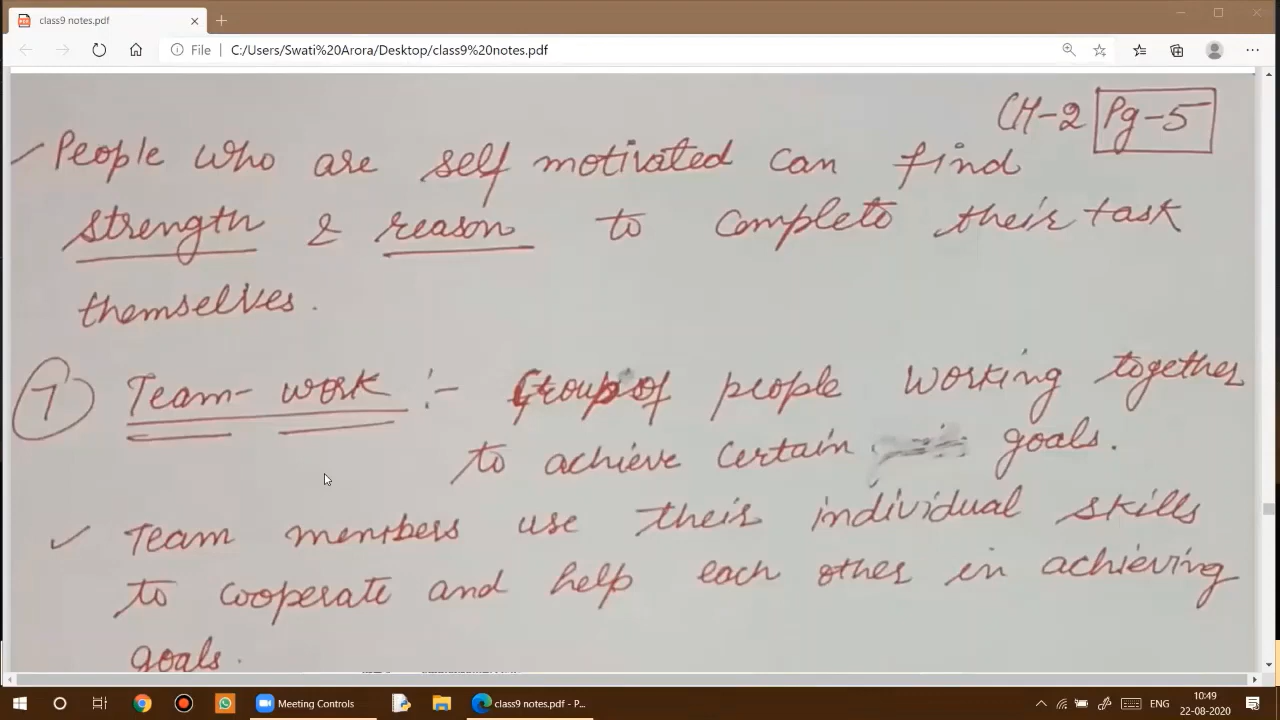 class9 notes.pdf
File C:/Users/Swati%20Arora/Desktop/class9%20notes.pdf
CH-2 Pg-5
People who are self motivated can find
strength & reason to complete their task
themselves.
7 Team-work :- Group of people working together
to achieve certain goals.
Team members use their individual skills
to cooperate and help each other in achieving
goals.
Meeting Controls
class9 notes.pdf - P...
ENG
10:49
22-08-2020